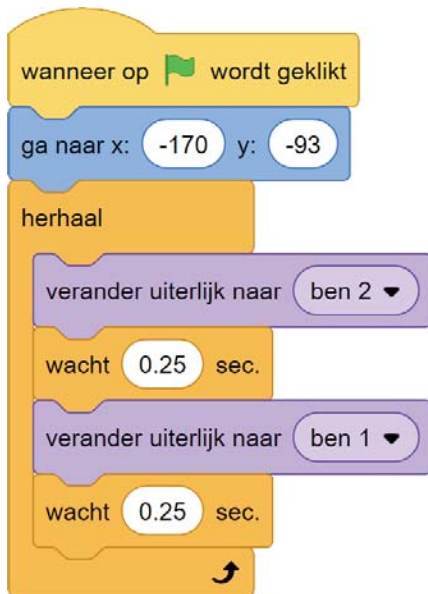 wanneer op wordt geklikt
ga naar x: -170 y: -93
herhaal
verander uiterlijk naar ben 2
wacht 0.25 sec.
verander uiterlijk naar ben 1
wacht 0.25 sec.